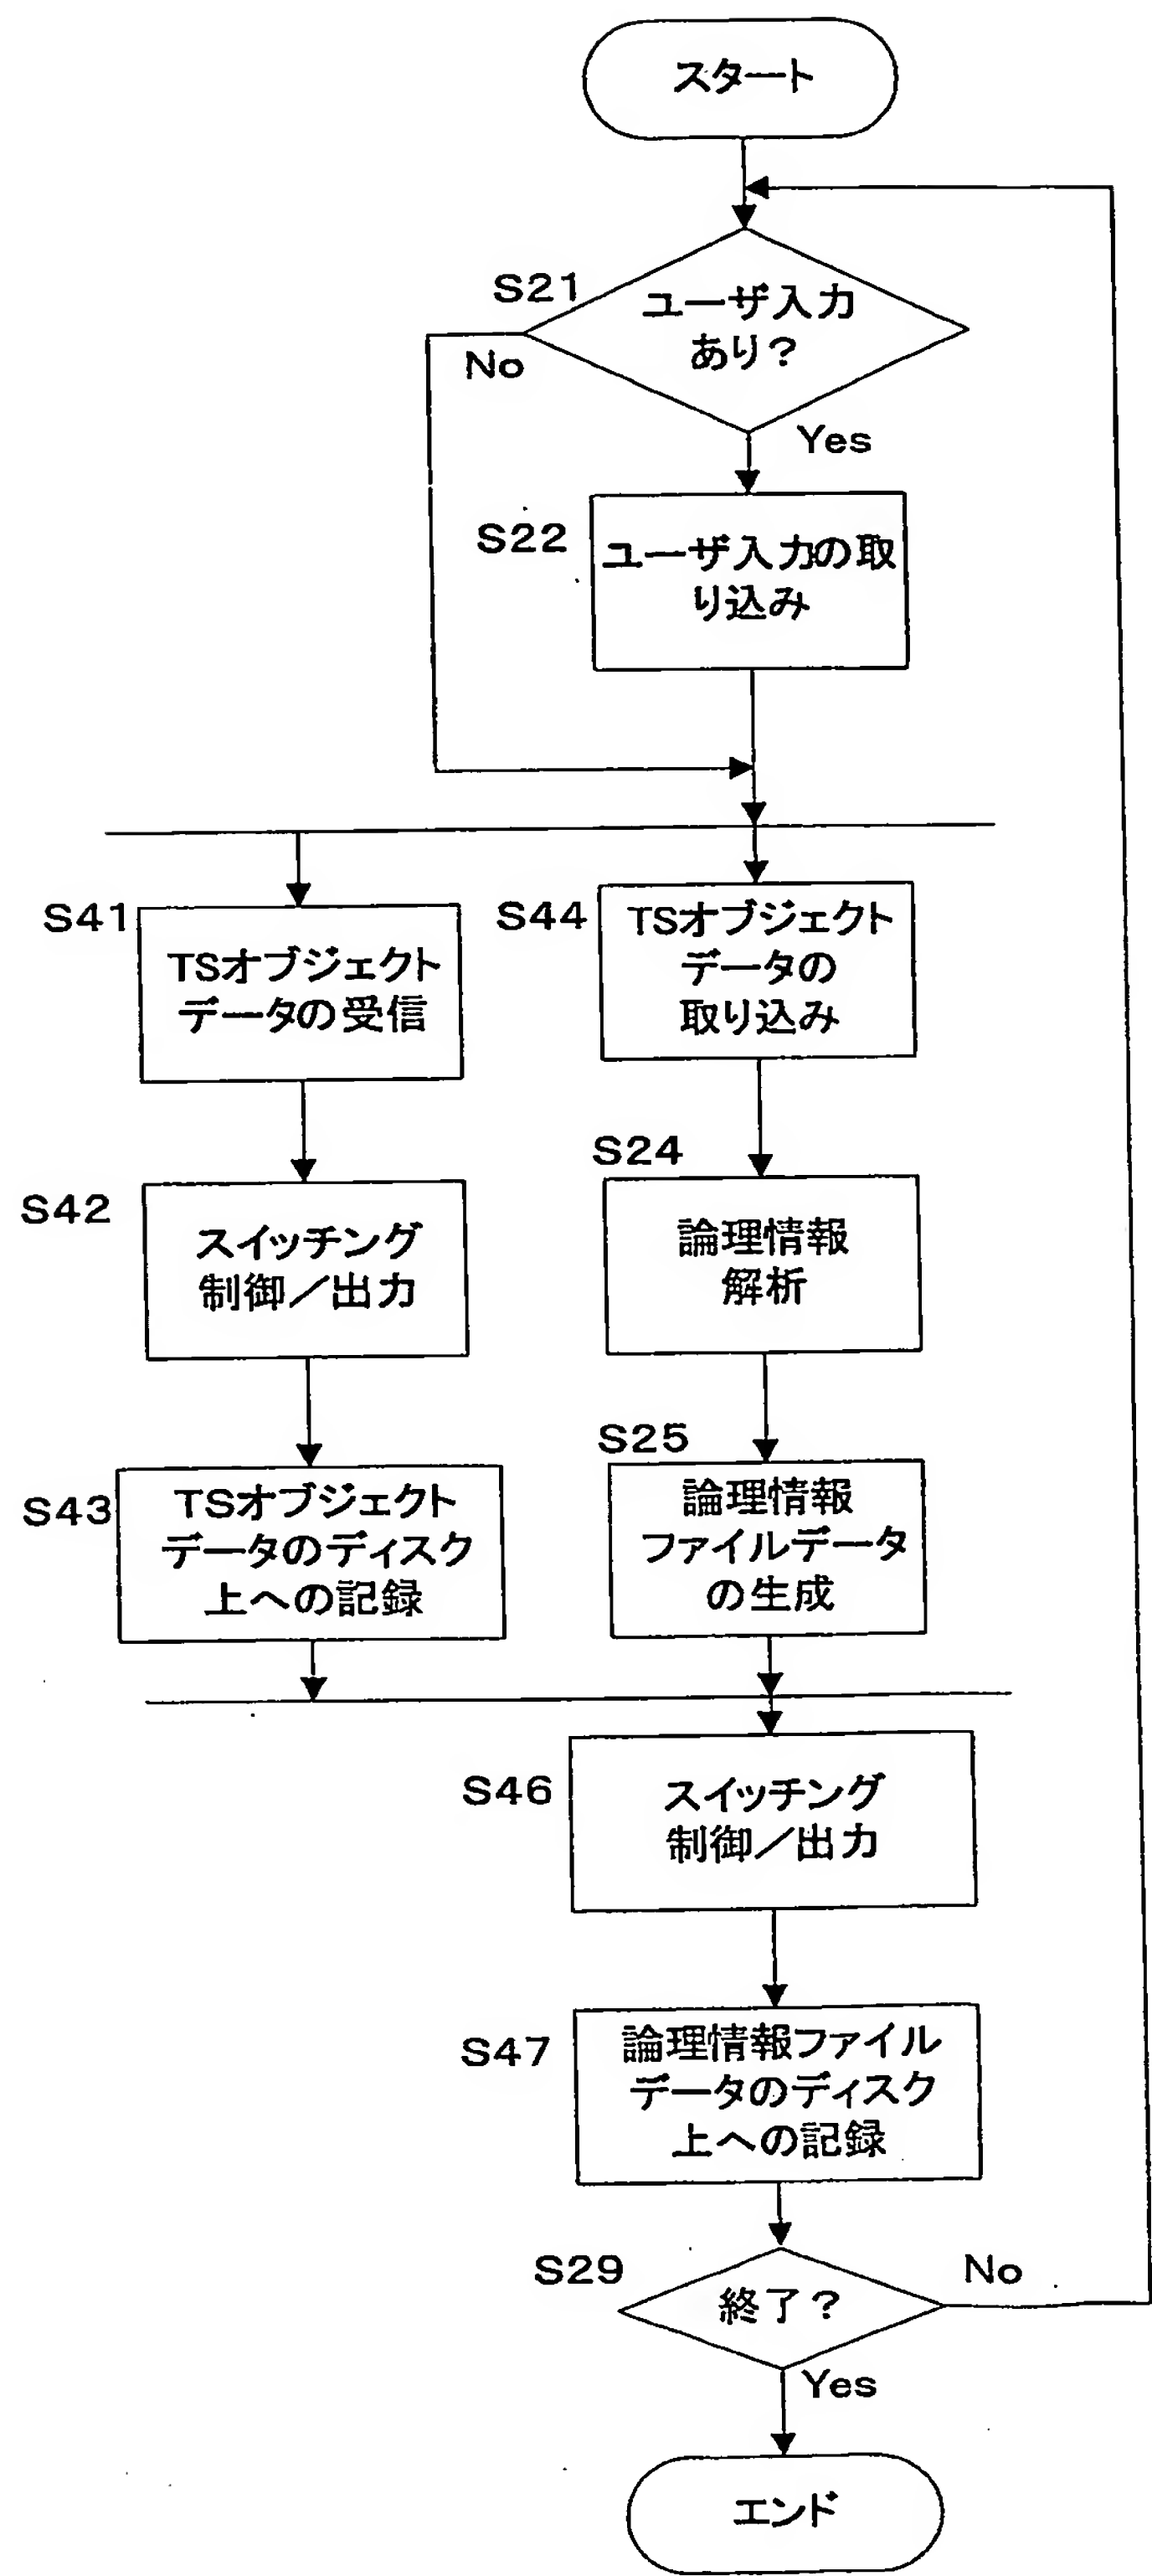 スタート
S21
ユーザ入力
あり？
No
Yes
S22
ユーザ入力の取
り込み
S41
TSオブジェクト
データの受信
S44
TSオブジェクト
データの
取り込み
S42
スイッチング
制御／出力
S24
論理情報
解析
S43
TSオブジェクト
データのディスク
上への記録
S25
論理情報
ファイルデータ
の生成
S46
スイッチング
制御／出力
S47
論理情報ファイル
データのディスク
上への記録
S29
終了？
No
Yes
エンド